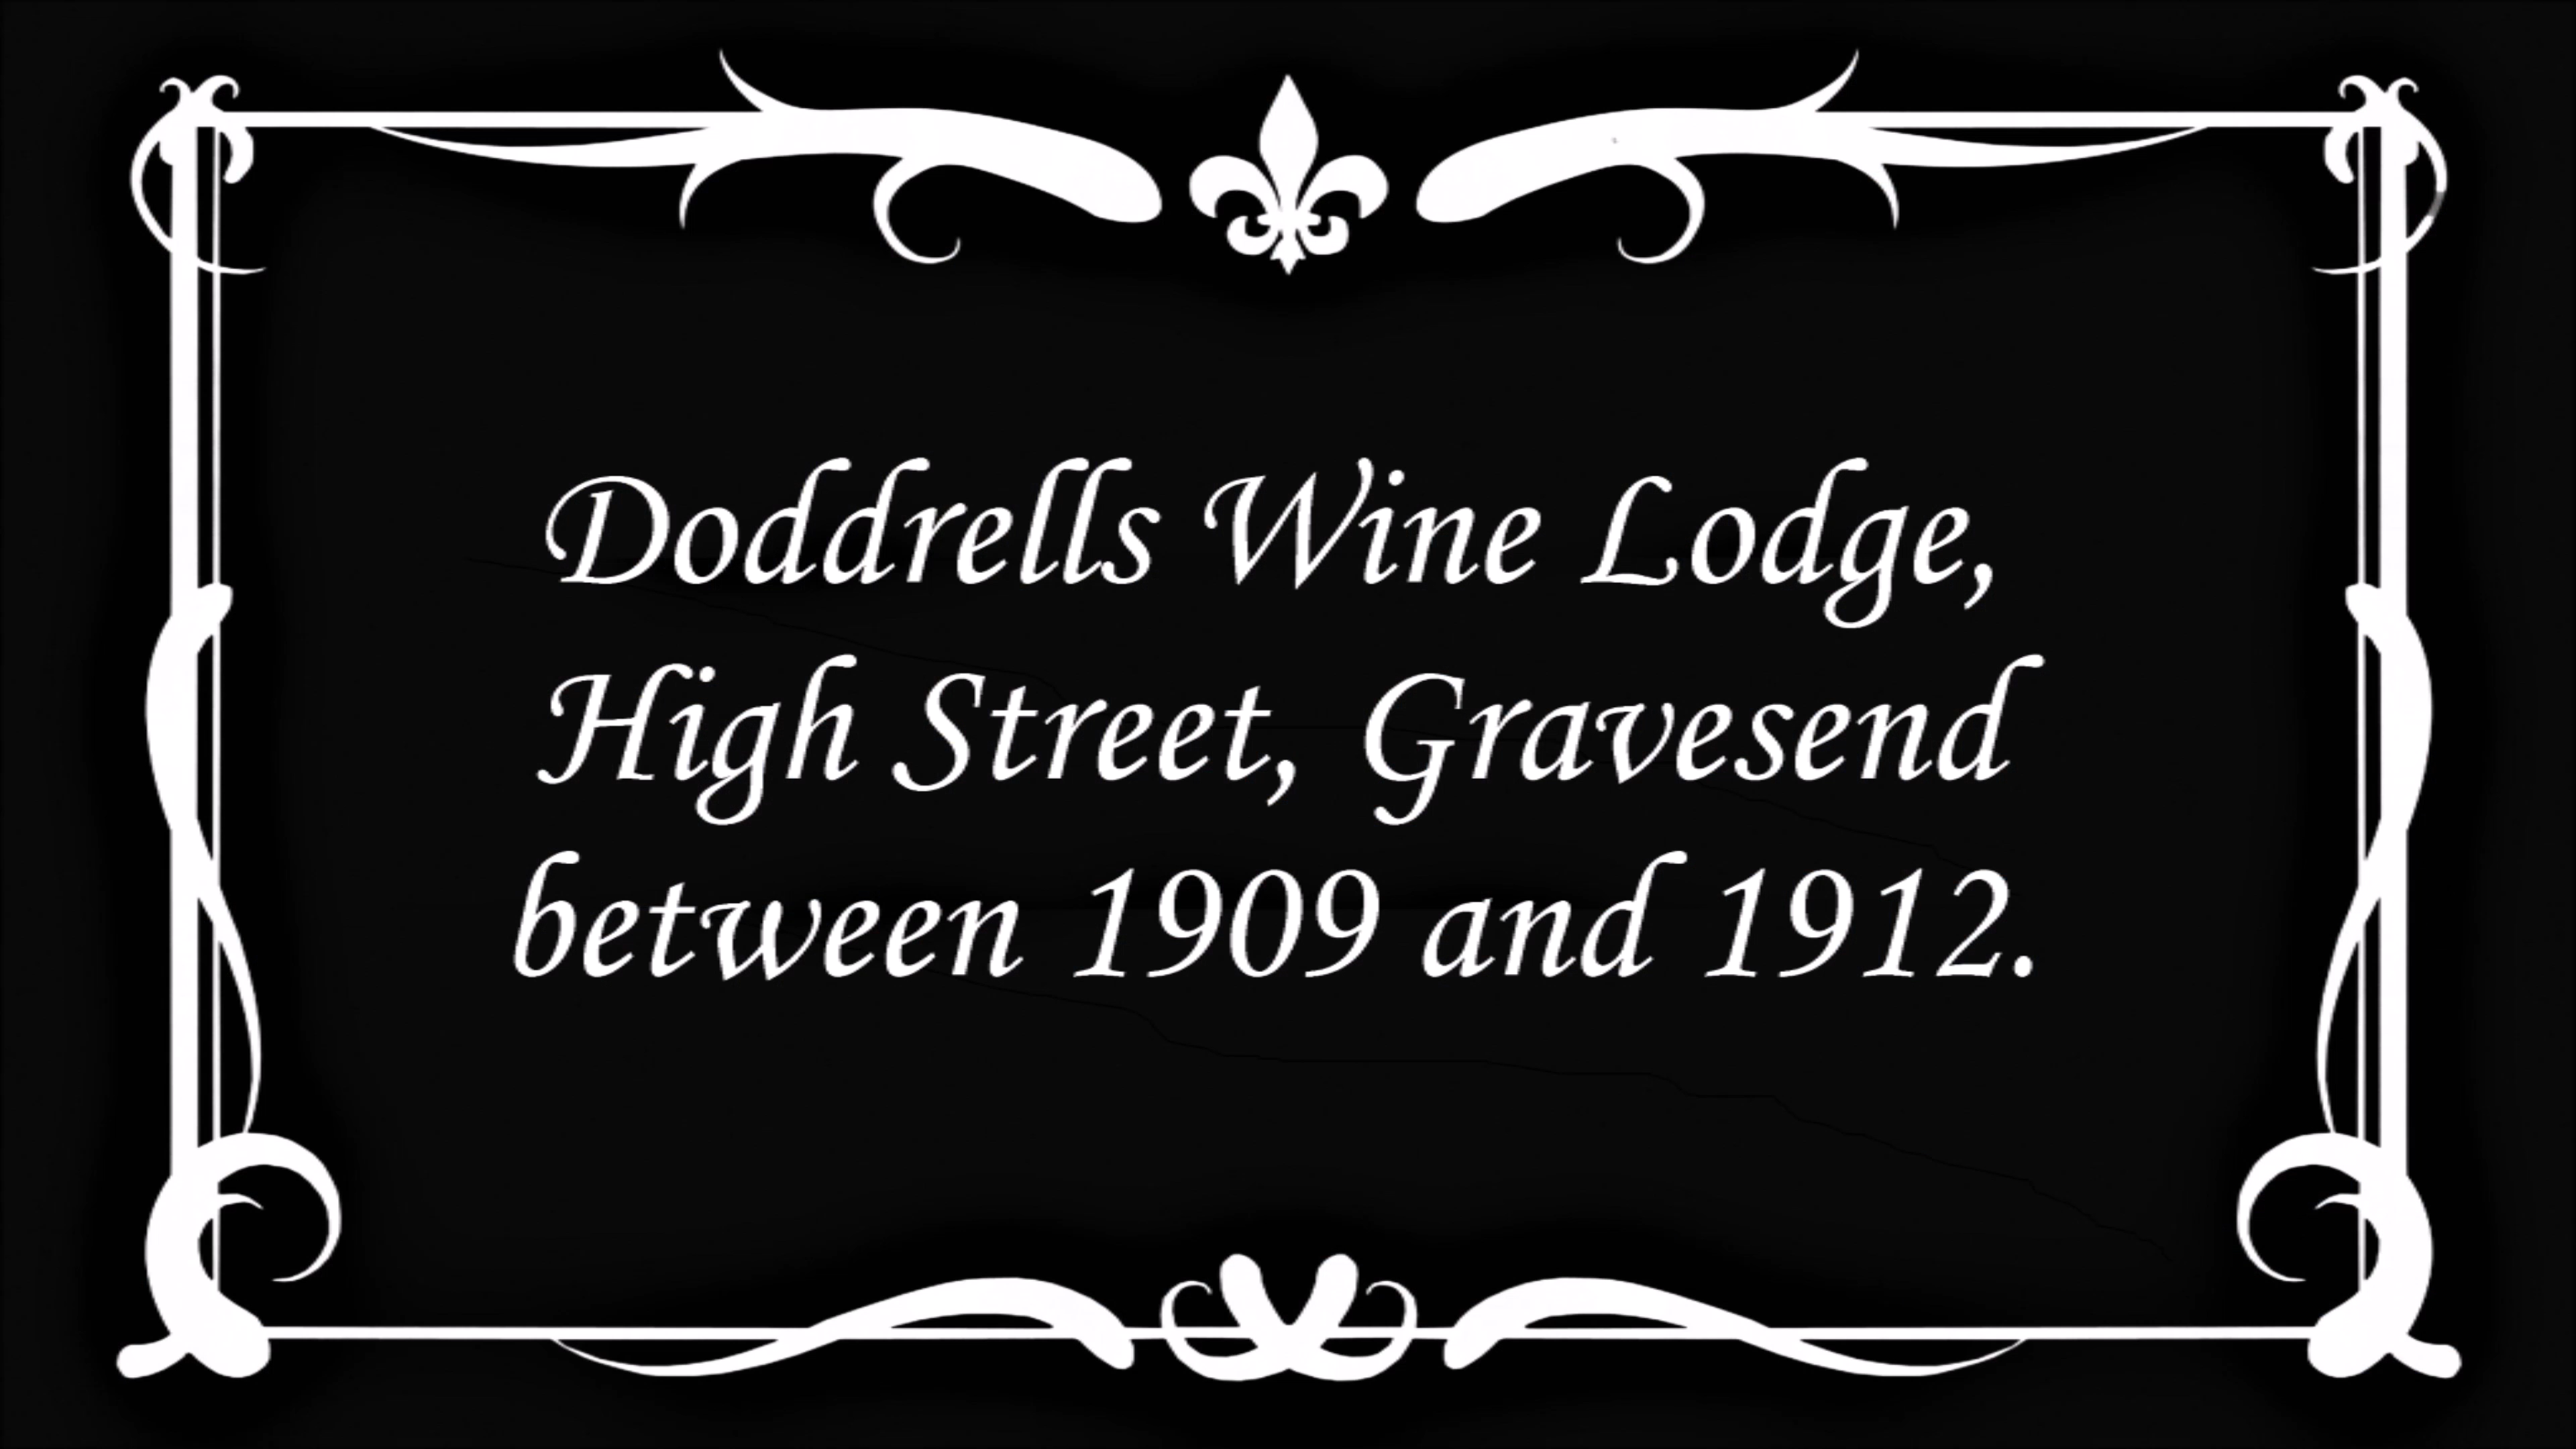 Doddrells Wine Lodge,
High Street, Gravesend
between 1909 and 1912.